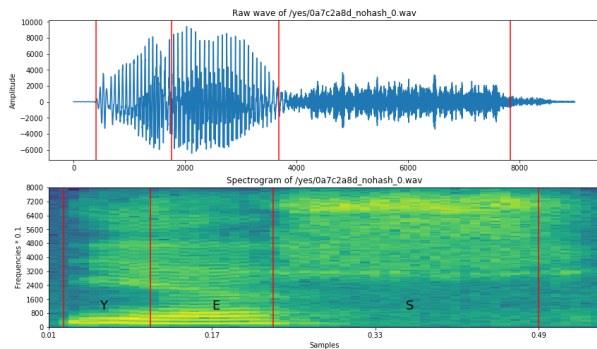 Raw wave of /yes/0a7c2a8d_nohash_0.wav
10000
8000
6000
4000
2000
0
−2000
−4000
−6000
Amplitude
0 2000 4000 6000 8000
Spectrogram of /yes/0a7c2a8d_nohash_0.wav
8000
7200
6400
5600
4800
4000
3200
2400
1600
800
0
Frequencies * 0.1
Y E S
0.01 0.17 0.33 0.49
Samples